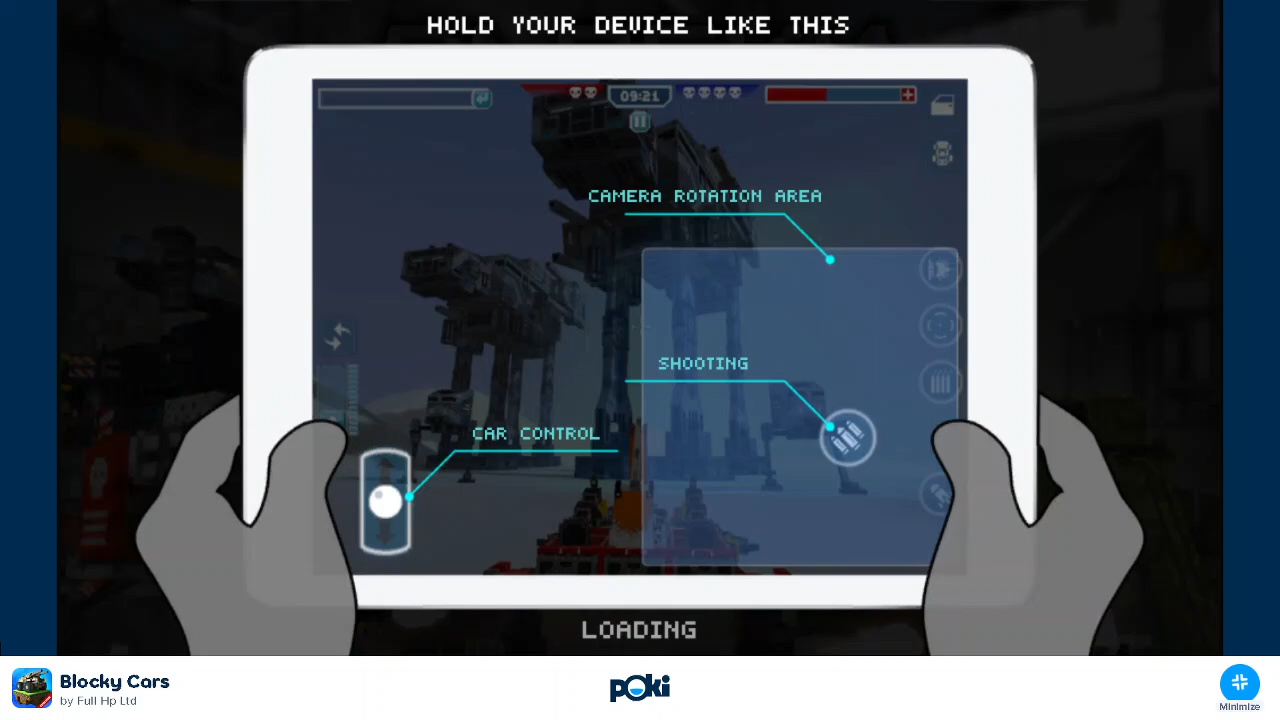 HOLD YOUR DEVICE LIKE THIS
09:21
CAMERA ROTATION AREA
SHOOTING
CAR CONTROL
LOADING
Blocky Cars
by Full Hp Ltd
POKi
Minimize